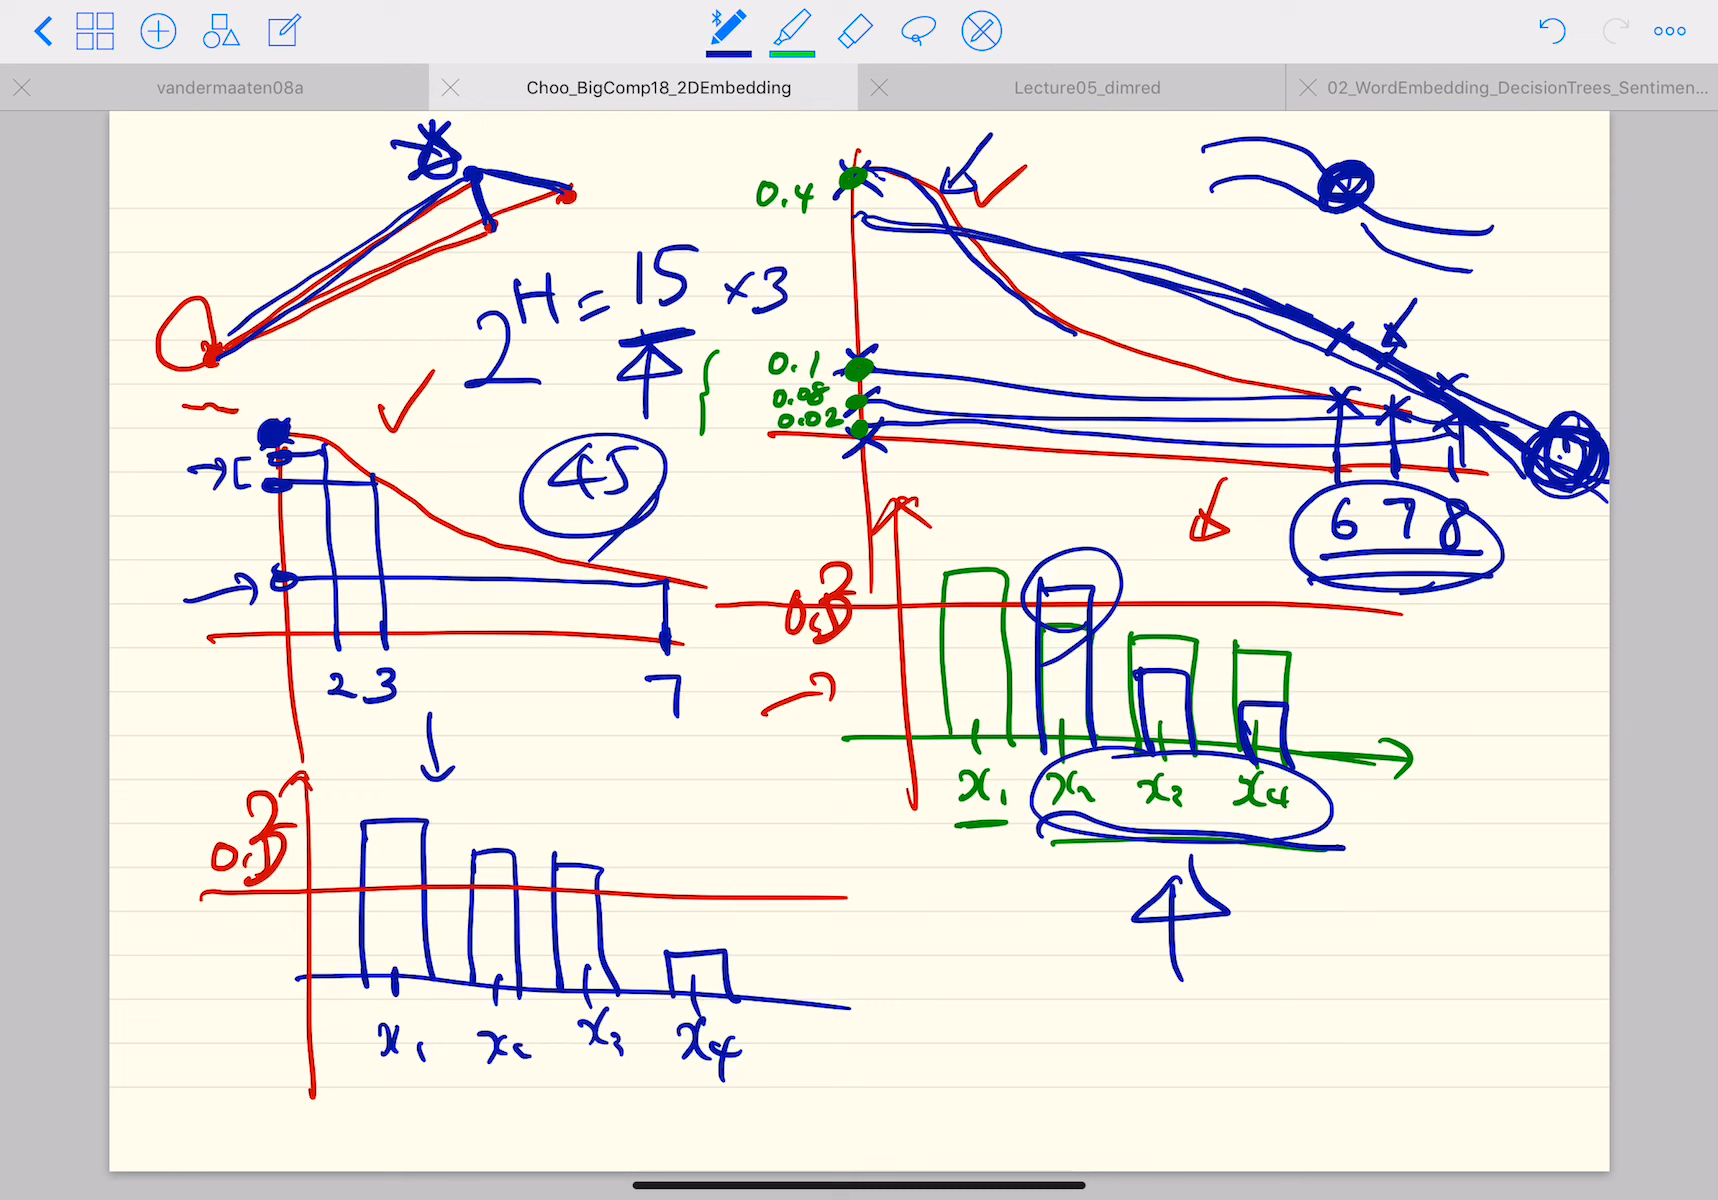 vandermaaten08a
Choo_BigComp18_2DEmbedding
Lecture05_dimred
02_WordEmbedding_DecisionTrees_Sentimen...
0.4
2^H = 15 ×3
0.1
0.08
0.02
45
6 7 8
2 3 7
x₁ x₂ x₃ x₄
x₁ x₂ x₃ x₄